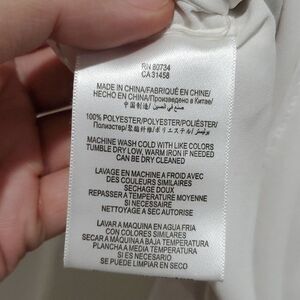 RN 80734
CA 31458
MADE IN CHINA/FABRIQUÉ EN CHINE/
HECHO EN CHINA/Произведено в Китае/
中国制造/صنع في الصين
100% POLYESTER/POLYESTER/POLIÉSTER/
Полиэстер/聚酯纤维/ポリエステル/بوليستر
MACHINE WASH COLD WITH LIKE COLORS
TUMBLE DRY LOW, WARM IRON IF NEEDED
CAN BE DRY CLEANED
LAVAGE EN MACHINE A FROID AVEC
DES COULEURS SIMILAIRES
SECHAGE DOUX
REPASSER A TEMPERATURE MOYENNE
SI NECESSAIRE
NETTOYAGE A SEC AUTORISE
LAVAR A MAQUINA EN AGUA FRIA
CON COLORES SIMILARES
SECAR A MAQUINA A BAJA TEMPERATURA
PLANCHA A MEDIA TEMPERATURA
SI ES NECESARIO
SE PUEDE LIMPIAR EN SECO